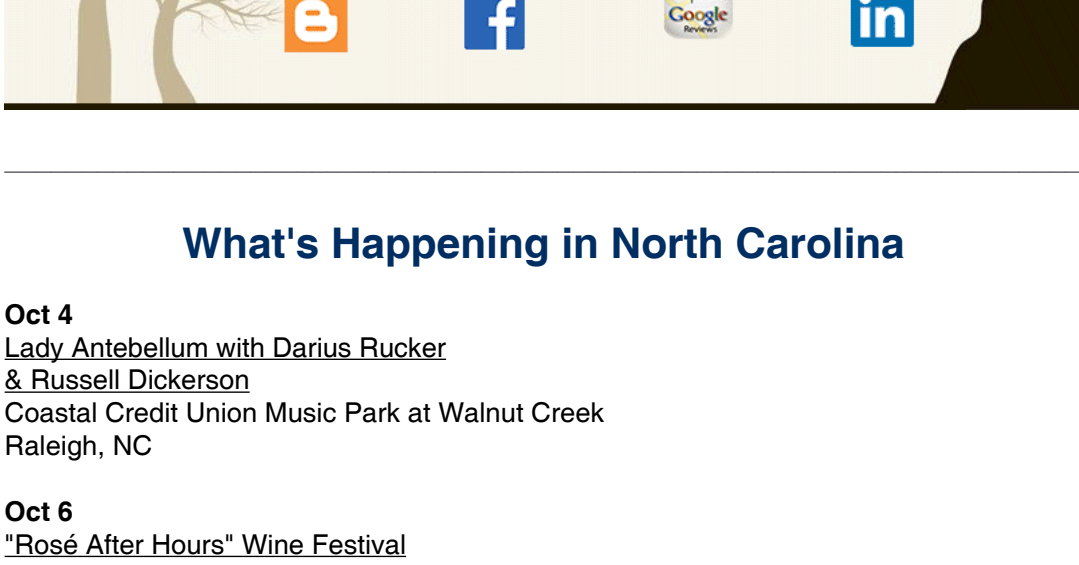 Google
Reviews
in
What's Happening in North Carolina
Oct 4
Lady Antebellum with Darius Rucker
& Russell Dickerson
Coastal Credit Union Music Park at Walnut Creek
Raleigh, NC
Oct 6
"Rosé After Hours" Wine Festival